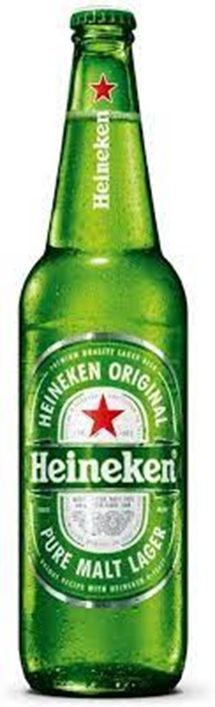 Heineken
PREMIUM QUALITY LAGER BEER
HEINEKEN ORIGINAL
Heineken®
PURE MALT LAGER